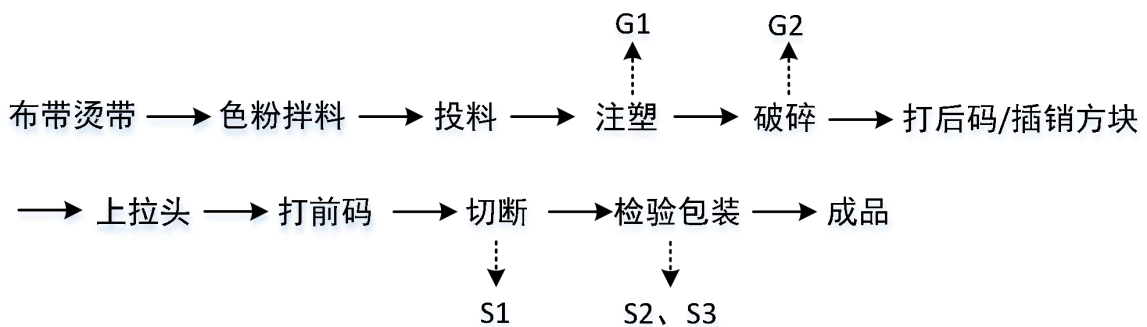 G1 G2
布带烫带 色粉拌料 投料 注塑 破碎 打后码/插销方块
上拉头 打前码 切断 检验包装 成品
S1 S2、S3